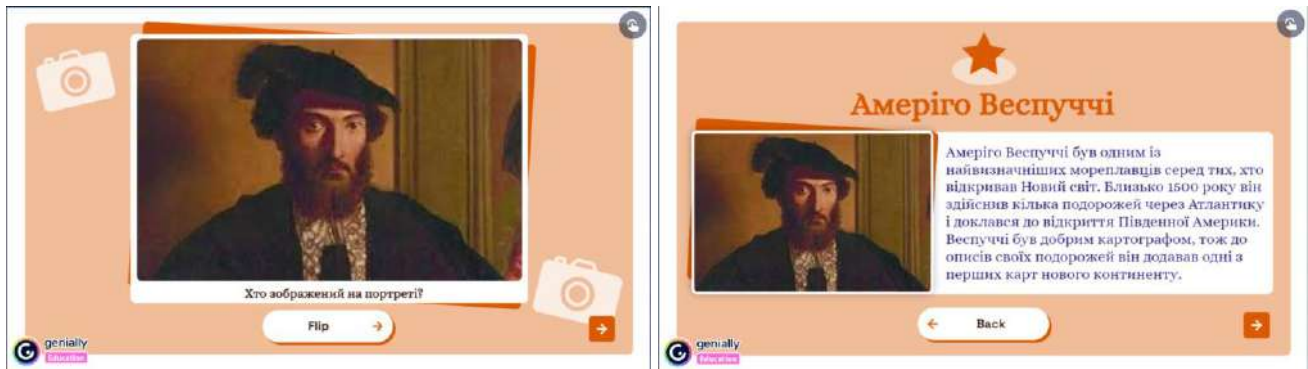 Хто зображений на портреті?
Flip
genially
Education
Амеріго Веспуччі
Амеріго Веспуччі був одним із
найвизначніших мореплавців серед тих, хто
відкривав Новий світ. Близько 1500 року він
здійснив кілька подорожей через Атлантику
і доклався до відкриття Південної Америки.
Веспуччі був добрим картографом, тож до
описів своїх подорожей він додавав одні з
перших карт нового континенту.
Back
genially
Education